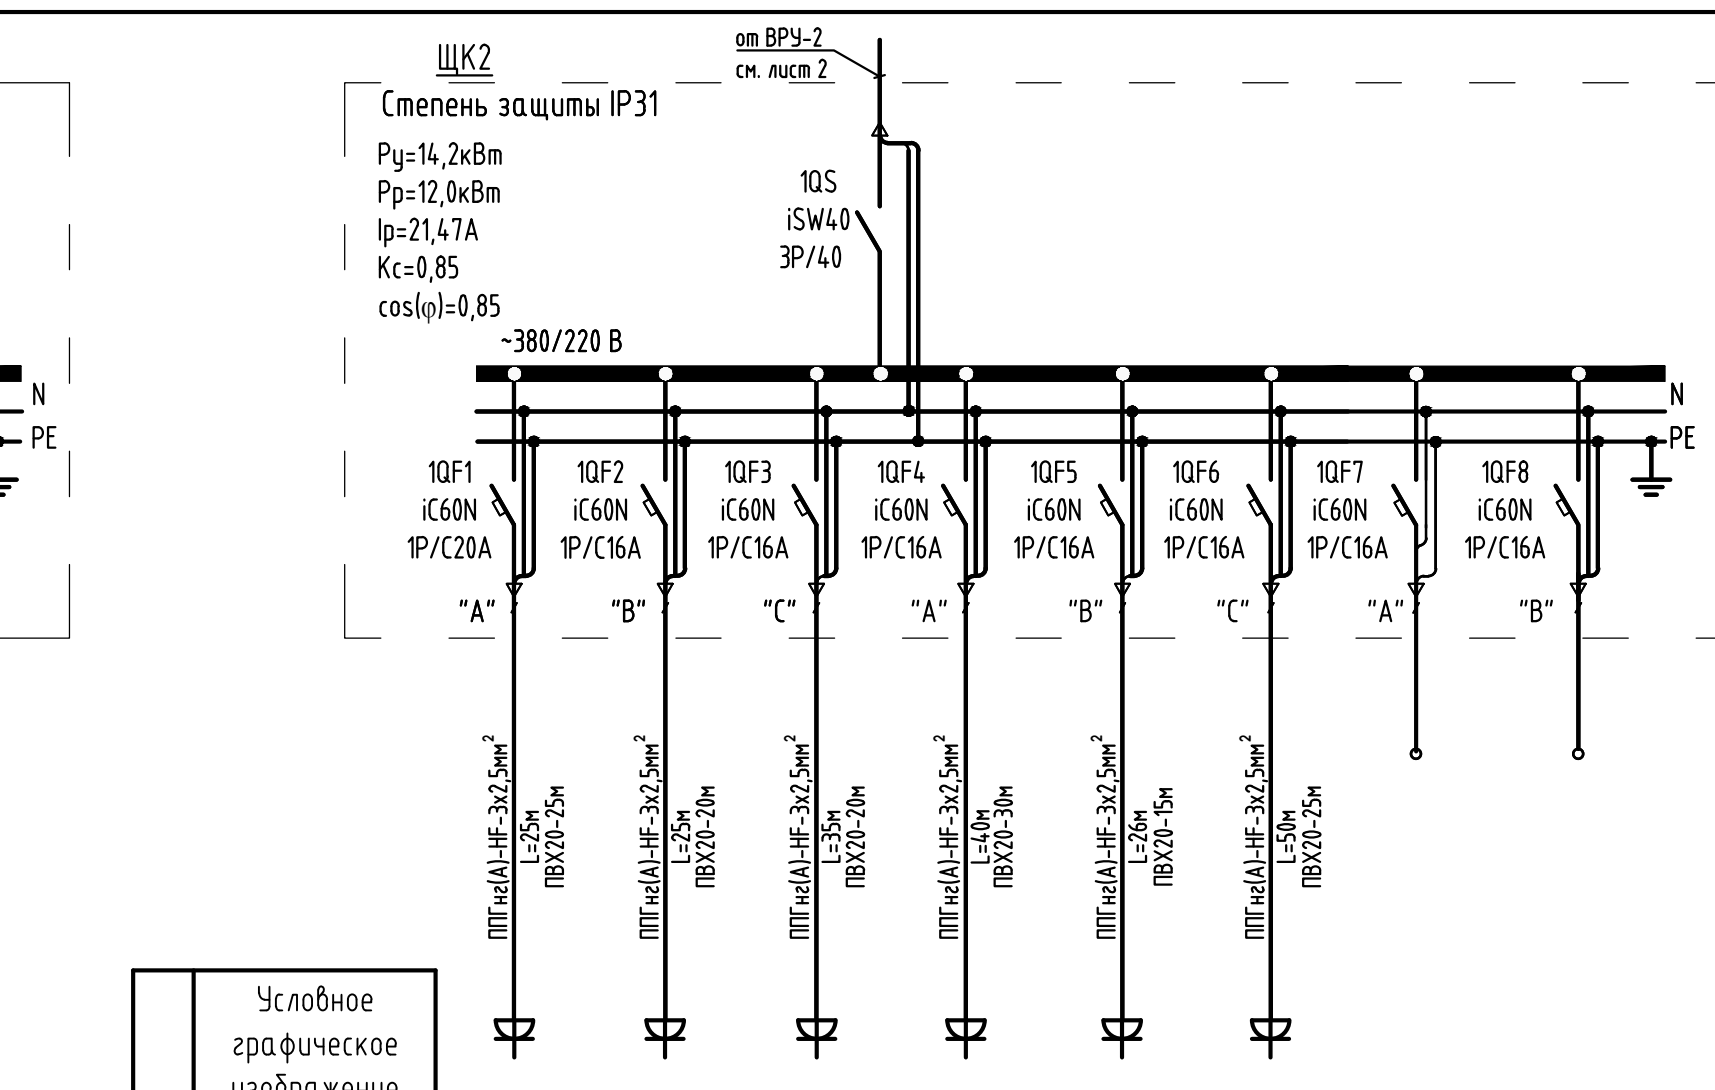 ЩК2
от ВРУ-2
см. лист 2
Степень защиты IP31
Ру=14,2кВт
Рр=12,0кВт
Iр=21,47А
Кс=0,85
cos(φ)=0,85
1QS
iSW40
3P/40
~380/220 В
N
PE
N
PE
1QF1
iC60N
1P/C20A
"A"
1QF2
iC60N
1P/C16A
"B"
1QF3
iC60N
1P/C16A
"C"
1QF4
iC60N
1P/C16A
"A"
1QF5
iC60N
1P/C16A
"B"
1QF6
iC60N
1P/C16A
"C"
1QF7
iC60N
1P/C16A
"A"
1QF8
iC60N
1P/C16A
"B"
ППГнг(А)-HF-3х2,5мм²
L=25м
ПВХ20-25м
ППГнг(А)-HF-3х2,5мм²
L=25м
ПВХ20-20м
ППГнг(А)-HF-3х2,5мм²
L=35м
ПВХ20-20м
ППГнг(А)-HF-3х2,5мм²
L=40м
ПВХ20-30м
ППГнг(А)-HF-3х2,5мм²
L=26м
ПВХ20-15м
ППГнг(А)-HF-3х2,5мм²
L=50м
ПВХ20-25м
Условное
графическое
изображение